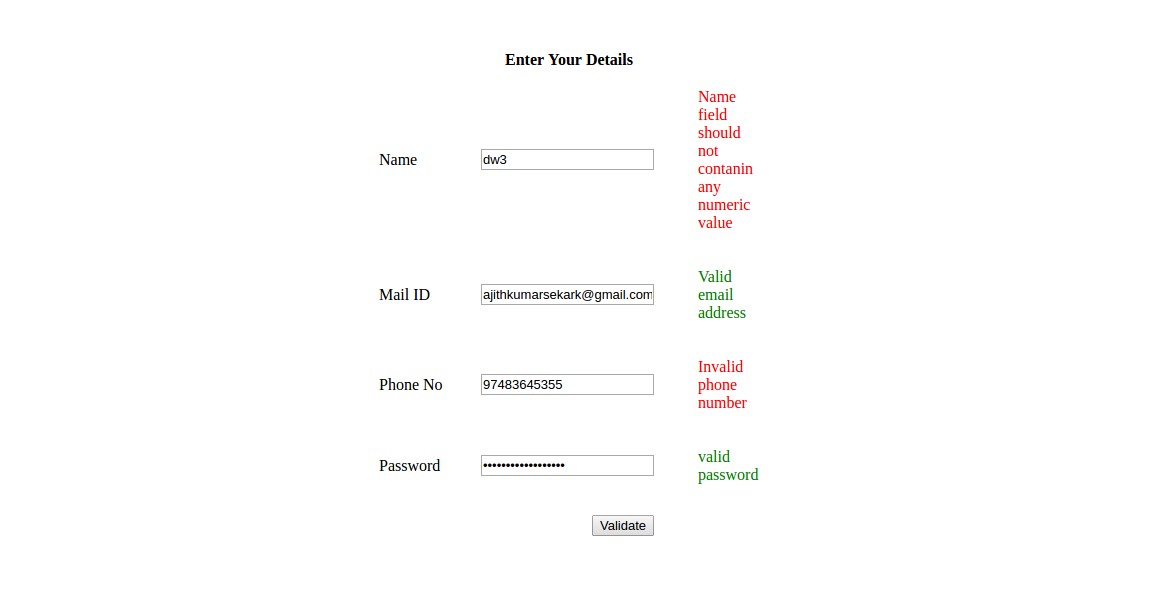 Enter Your Details
Name
dw3
Name
field
should
not
contanin
any
numeric
value
Mail ID
ajithkumarsekark@gmail.com
Valid
email
address
Phone No
97483645355
Invalid
phone
number
Password
••••••••••••••••••
valid
password
Validate